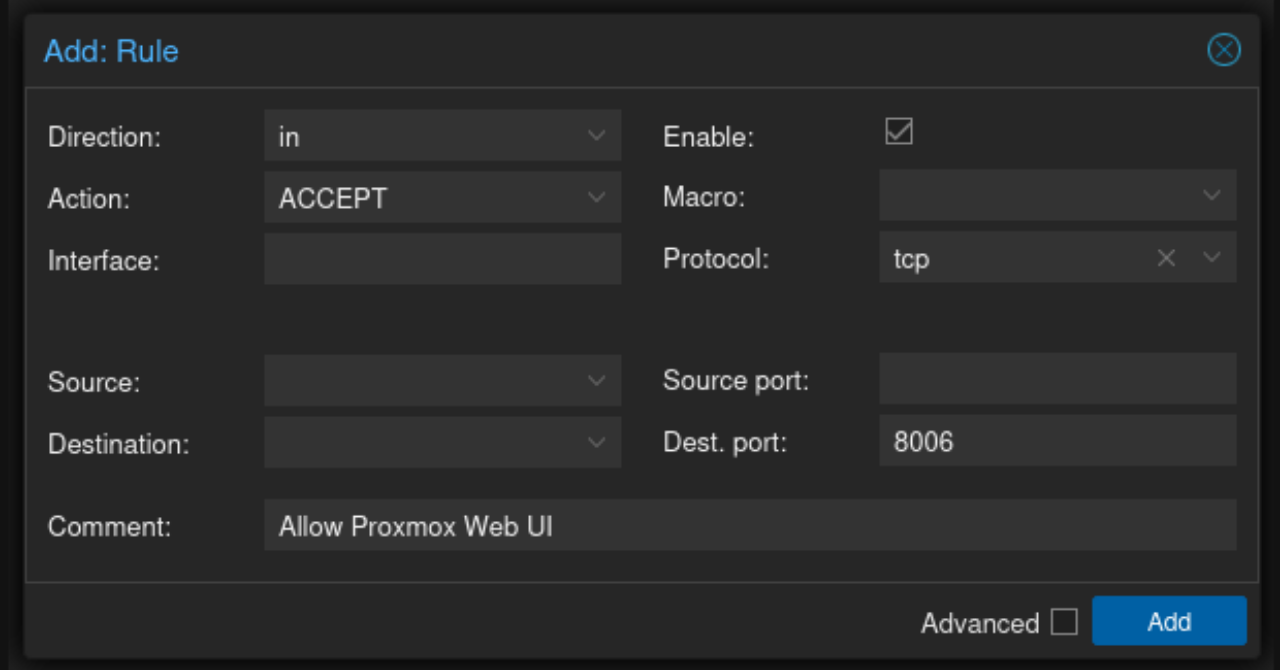 Add: Rule
Direction: in
Enable:
Action: ACCEPT
Macro:
Interface:
Protocol: tcp
Source:
Source port:
Destination:
Dest. port: 8006
Comment: Allow Proxmox Web UI
Advanced
Add